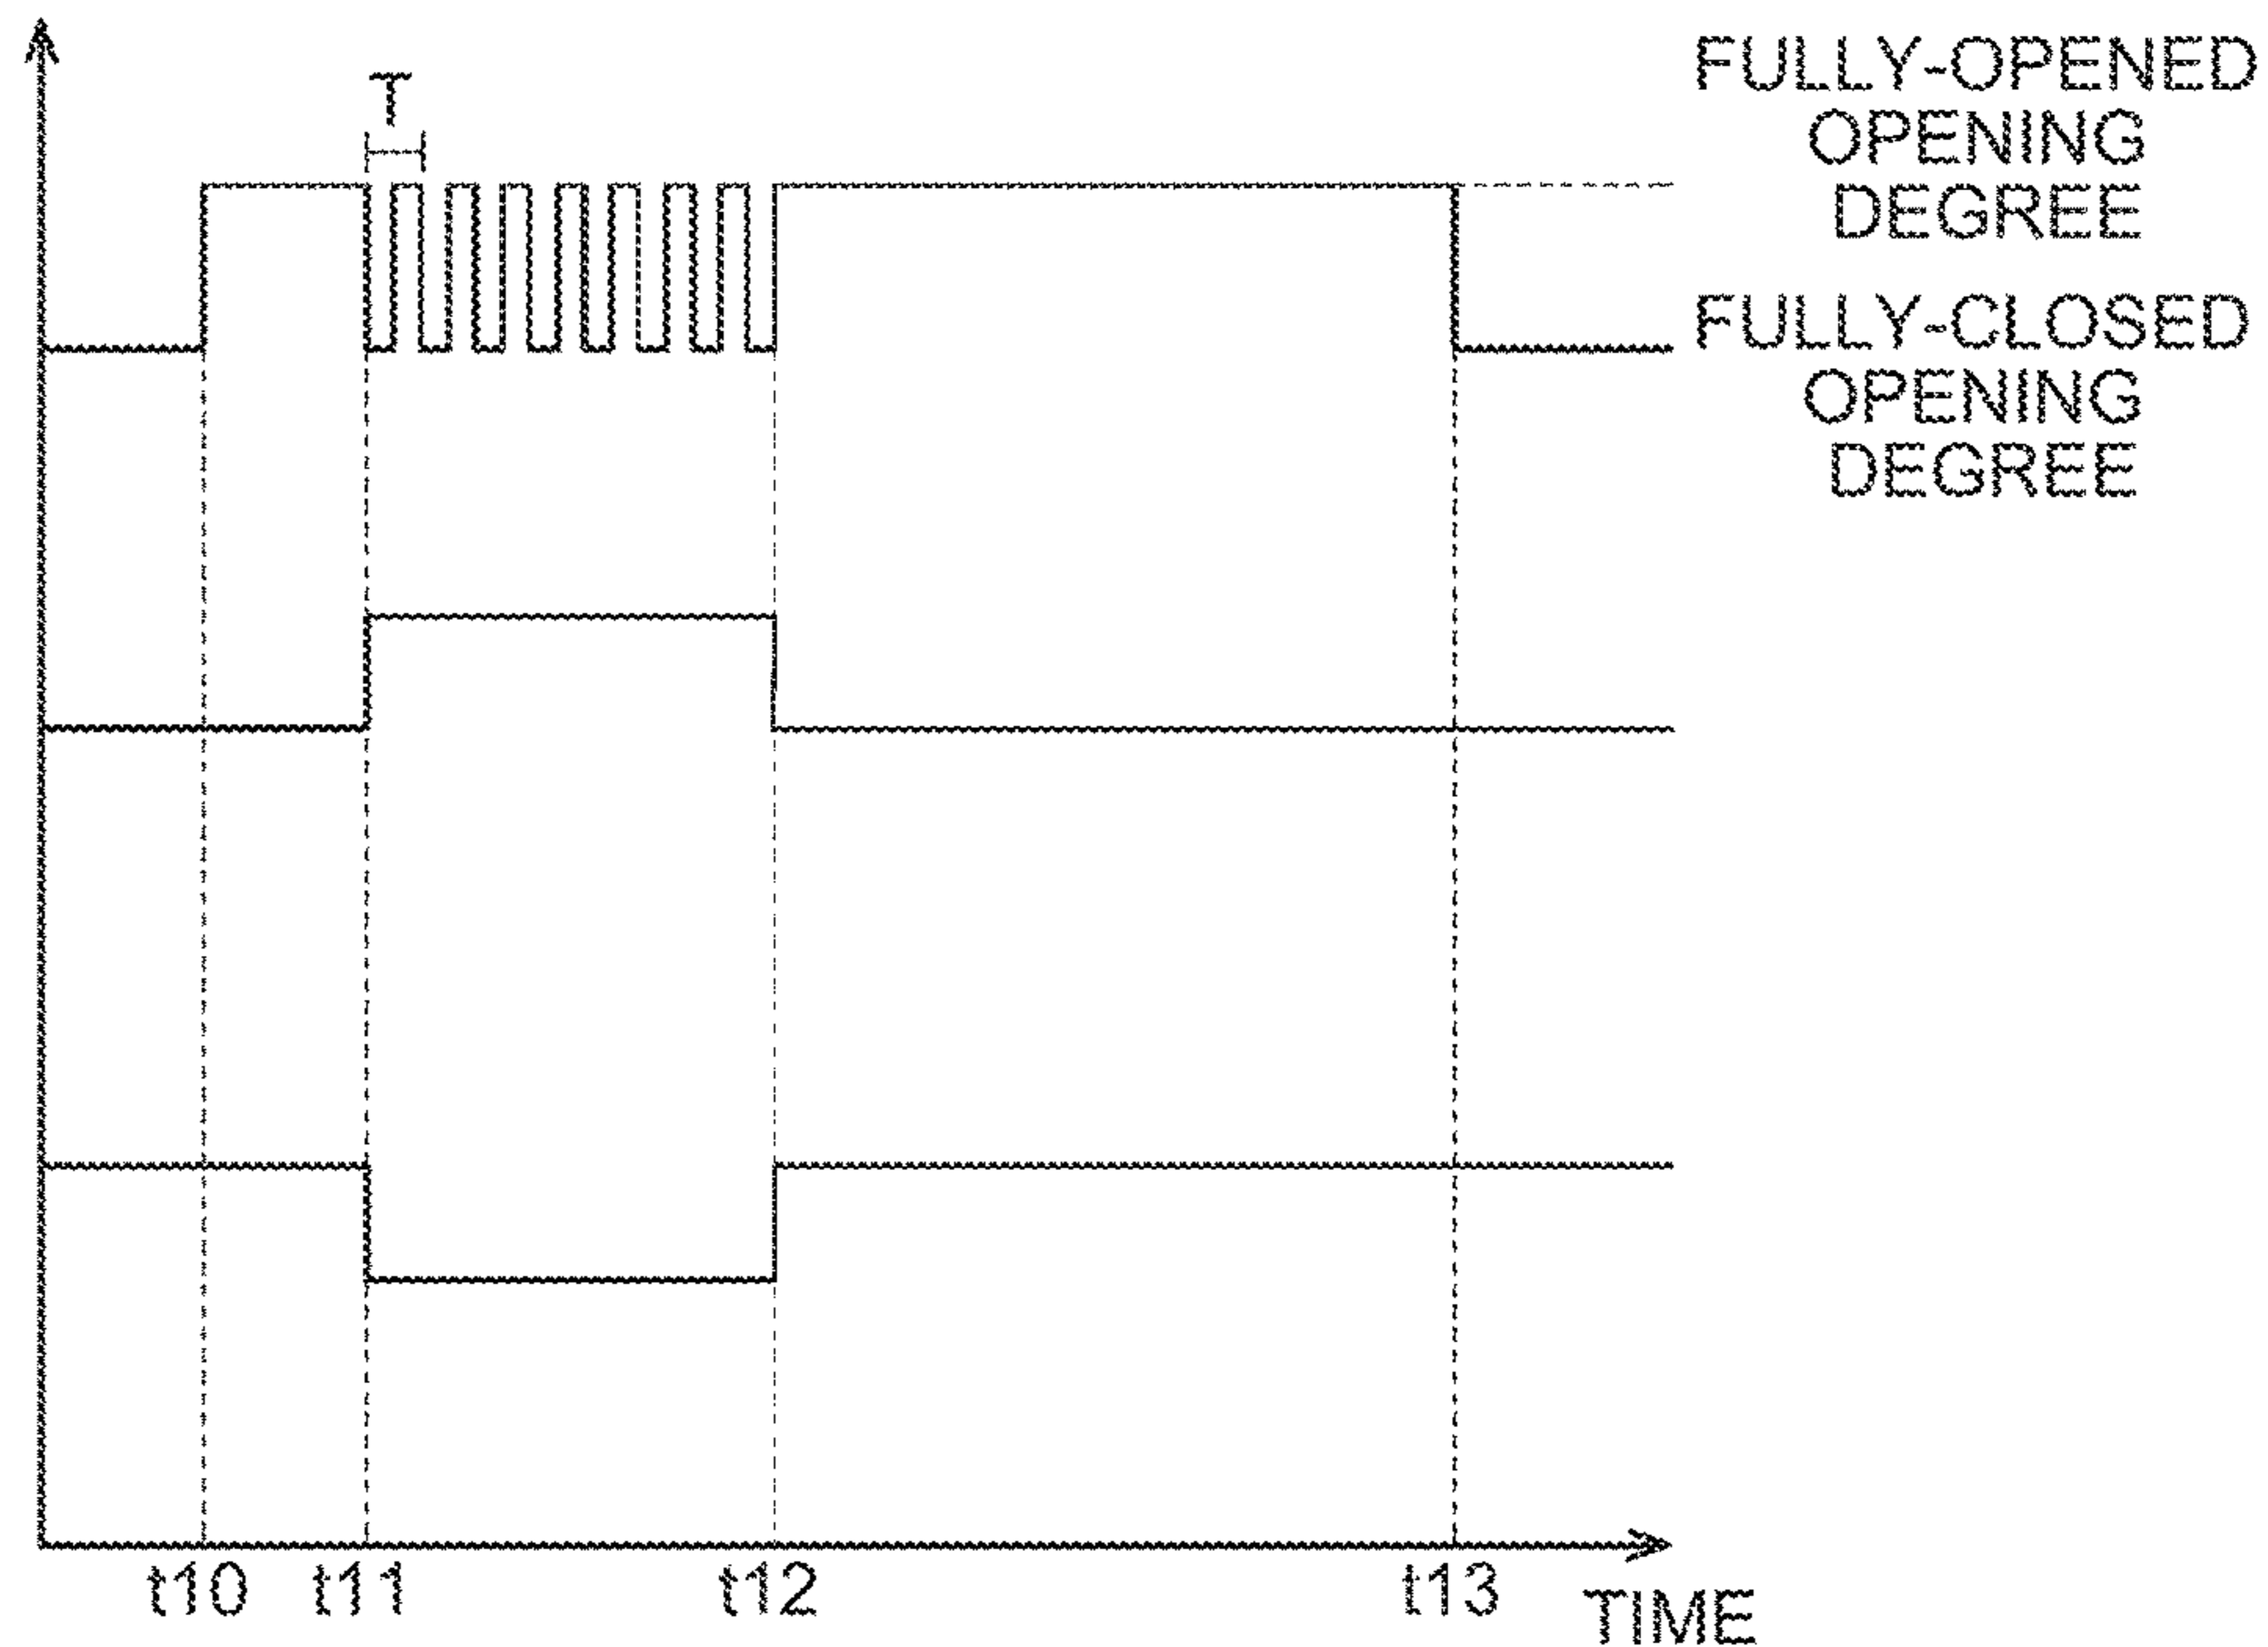 T
FULLY-OPENED
OPENING
DEGREE
FULLY-CLOSED
OPENING
DEGREE
t10 t11 t12 t13
TIME